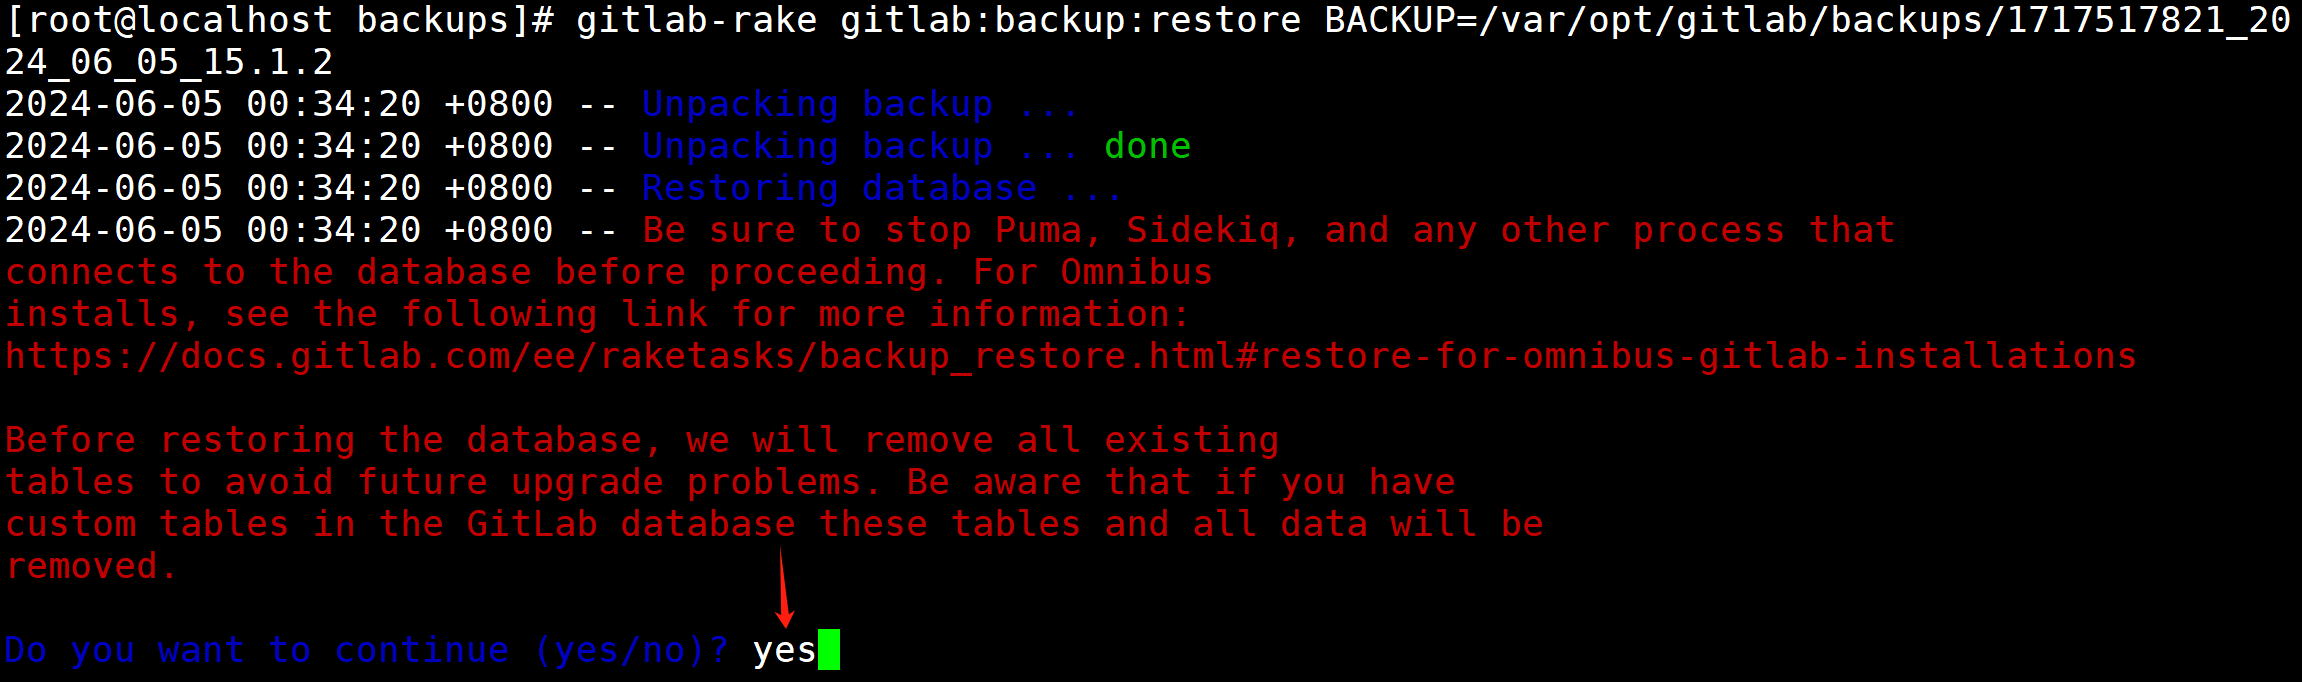 [root@localhost backups]# gitlab-rake gitlab:backup:restore BACKUP=/var/opt/gitlab/backups/1717517821_20
24_06_05_15.1.2
2024-06-05 00:34:20 +0800 -- Unpacking backup ...
2024-06-05 00:34:20 +0800 -- Unpacking backup ... done
2024-06-05 00:34:20 +0800 -- Restoring database ...
2024-06-05 00:34:20 +0800 -- Be sure to stop Puma, Sidekiq, and any other process that
connects to the database before proceeding. For Omnibus
installs, see the following link for more information:
https://docs.gitlab.com/ee/raketasks/backup_restore.html#restore-for-omnibus-gitlab-installations
Before restoring the database, we will remove all existing
tables to avoid future upgrade problems. Be aware that if you have
custom tables in the GitLab database these tables and all data will be
removed.
Do you want to continue (yes/no)? yes